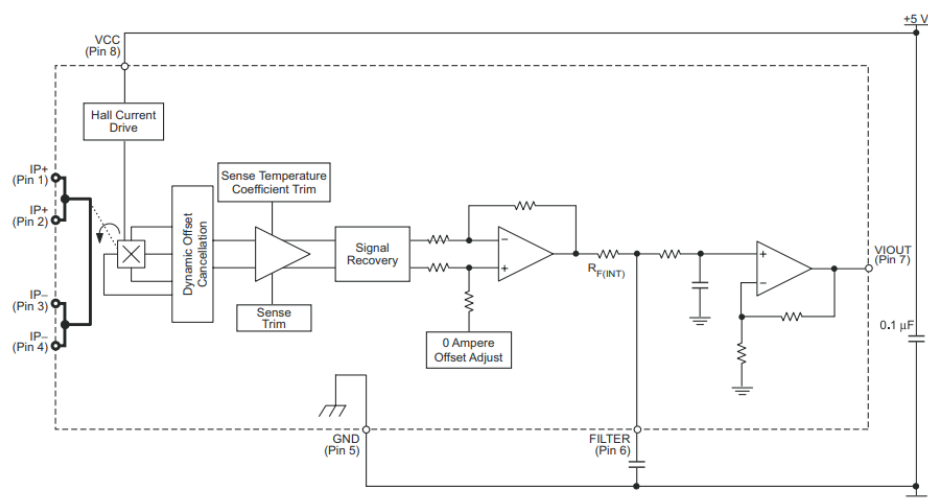 +5 V
VCC
(Pin 8)
Hall Current
Drive
IP+
(Pin 1)
IP+
(Pin 2)
IP−
(Pin 3)
IP−
(Pin 4)
Dynamic Offset
Cancellation
Sense Temperature
Coefficient Trim
Sense
Trim
Signal
Recovery
0 Ampere
Offset Adjust
−
+
RF(INT)
+
−
VIOUT
(Pin 7)
0.1 μF
GND
(Pin 5)
FILTER
(Pin 6)